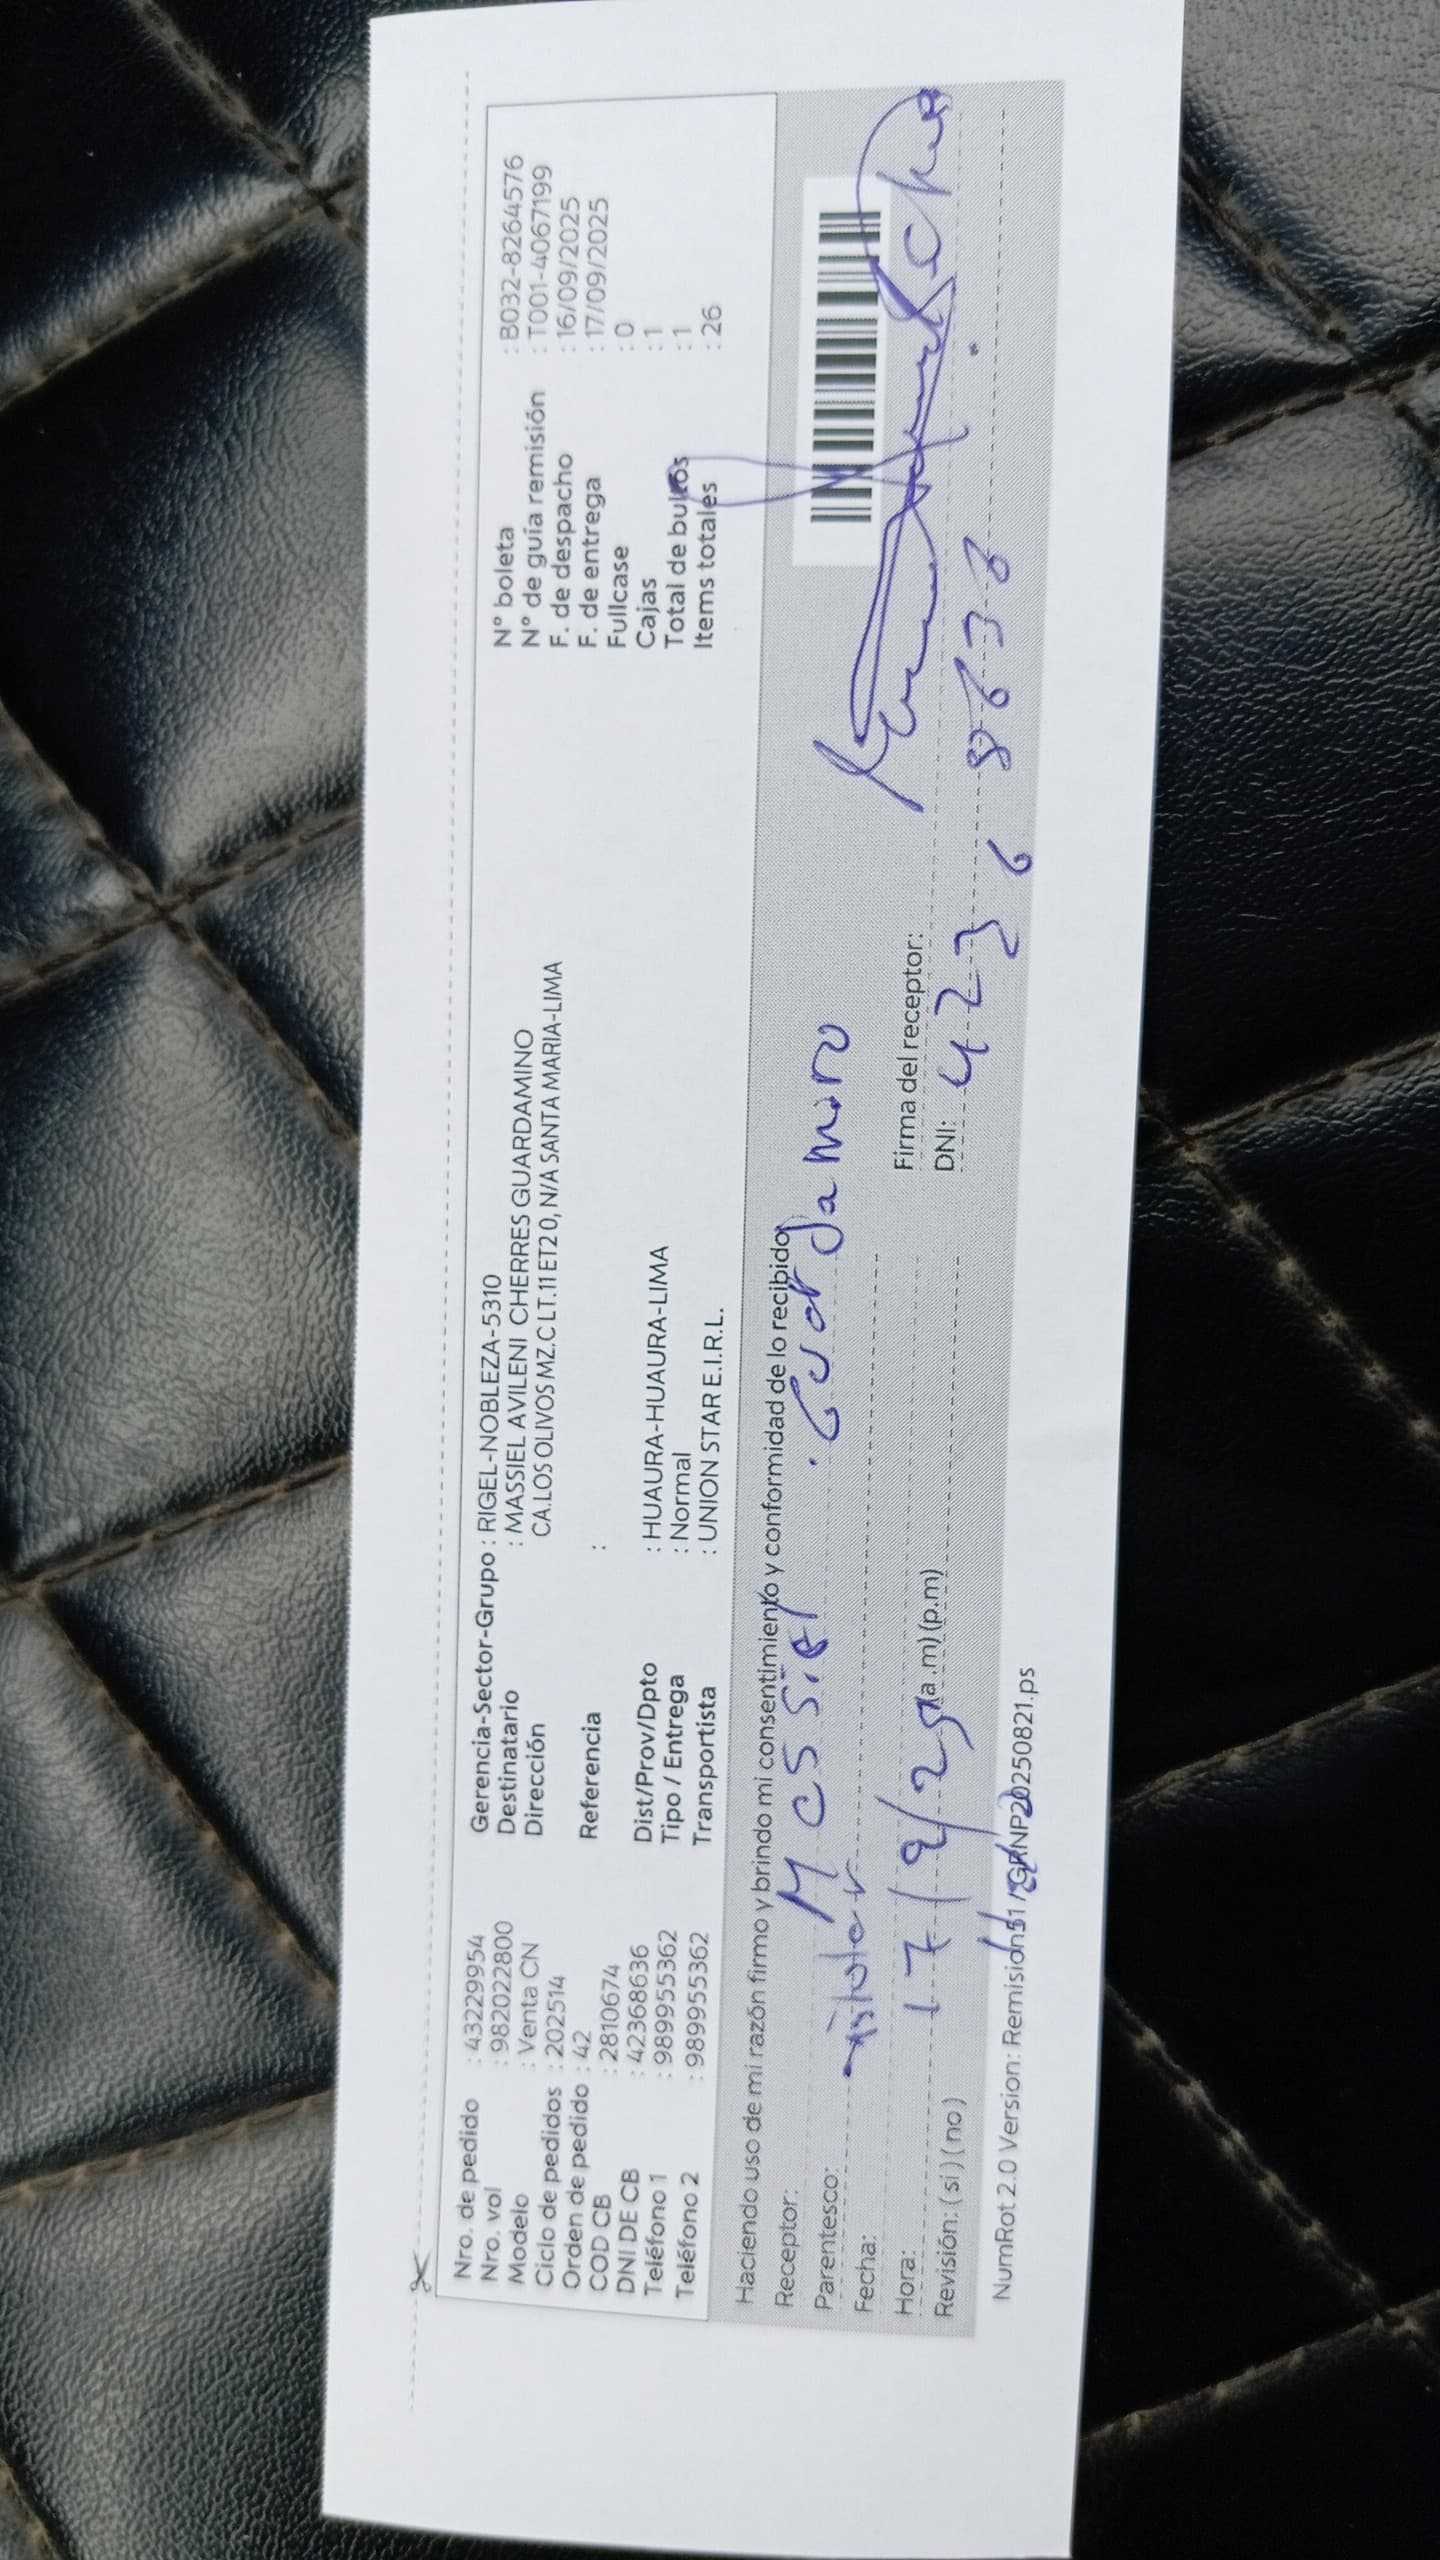 Nro. de pedido : 43229954
Nro. vol : 982022800
Modelo : Venta CN
Ciclo de pedidos : 202514
Orden de pedido : 42
COD CB : 2810674
DNI DE CB : 42368636
Teléfono 1 : 989955362
Teléfono 2 : 989955362
Gerencia-Sector-Grupo : RIGEL-NOBLEZA-5310
Destinatario : MASSIEL AVILENI CHERRES GUARDAMINO
Dirección CA.LOS OLIVOS MZ.C LT.11 ET2 0, N/A SANTA MARIA-LIMA
Referencia :
Dist/Prov/Dpto : HUAURA-HUAURA-LIMA
Tipo / Entrega : Normal
Transportista : UNION STAR E.I.R.L.
N° boleta : B032-8264576
N° de guía remisión : T001-4067199
F. de despacho : 16/09/2025
F. de entrega : 17/09/2025
Fullcase : 0
Cajas : 1
Total de bultos : 1
Items totales : 26
Haciendo uso de mi razón firmo y brindo mi consentimiento y conformidad de lo recibido
Receptor: Massiel Guardamino
Parentesco: titular
Fecha: 17/9/25
Hora: (a.m) (p.m)
Revisión: ( si ) ( no )
Firma del receptor:
DNI: 42368636
NumRot 2.0 Version: Remision51 / GRNP20250821.ps